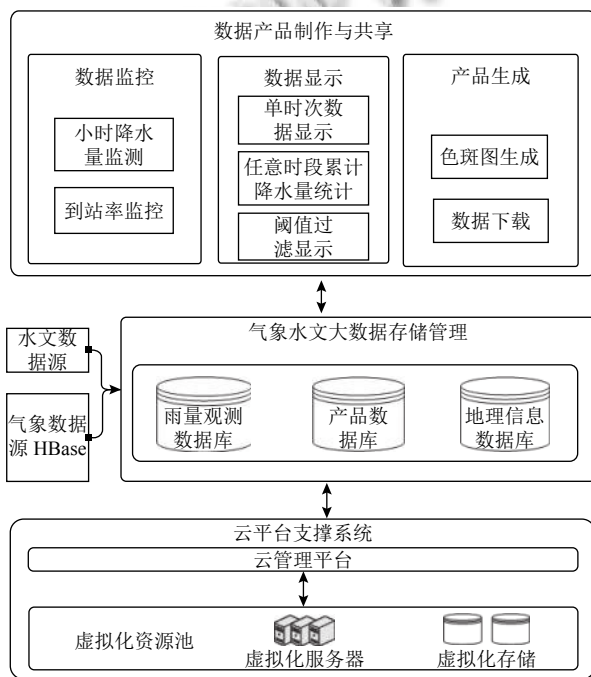 数据产品制作与共享
数据监控
小时降水
量监测
到站率监控
数据显示
单时次数
据显示
任意时段累计
降水量统计
阈值过
滤显示
产品生成
色斑图生成
数据下载
水文数
据源
气象数据
源 HBase
气象水文大数据存储管理
雨量观测
数据库
产品数
据库
地理信息
数据库
云平台支撑系统
云管理平台
虚拟化资源池
虚拟化服务器
虚拟化存储